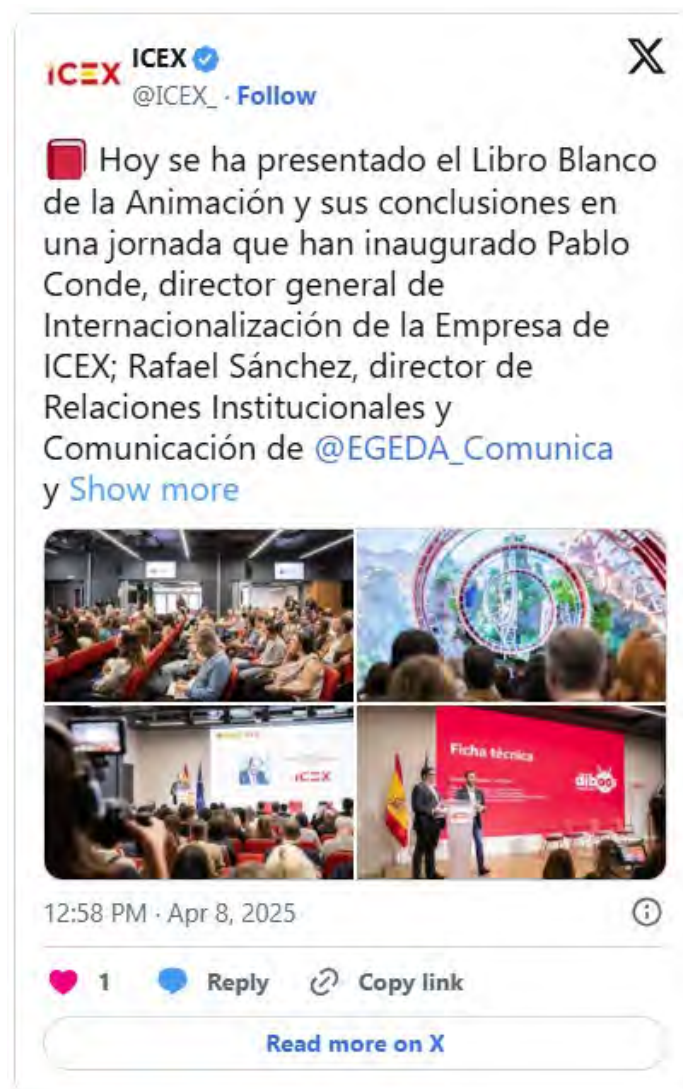 ICEX
ICEX
@ICEX_ · Follow
Hoy se ha presentado el Libro Blanco
de la Animación y sus conclusiones en
una jornada que han inaugurado Pablo
Conde, director general de
Internacionalización de la Empresa de
ICEX; Rafael Sánchez, director de
Relaciones Institucionales y
Comunicación de @EGEDA_Comunica
y Show more
ICEX
Ficha técnica
diboos
12:58 PM · Apr 8, 2025
1 Reply Copy link
Read more on X